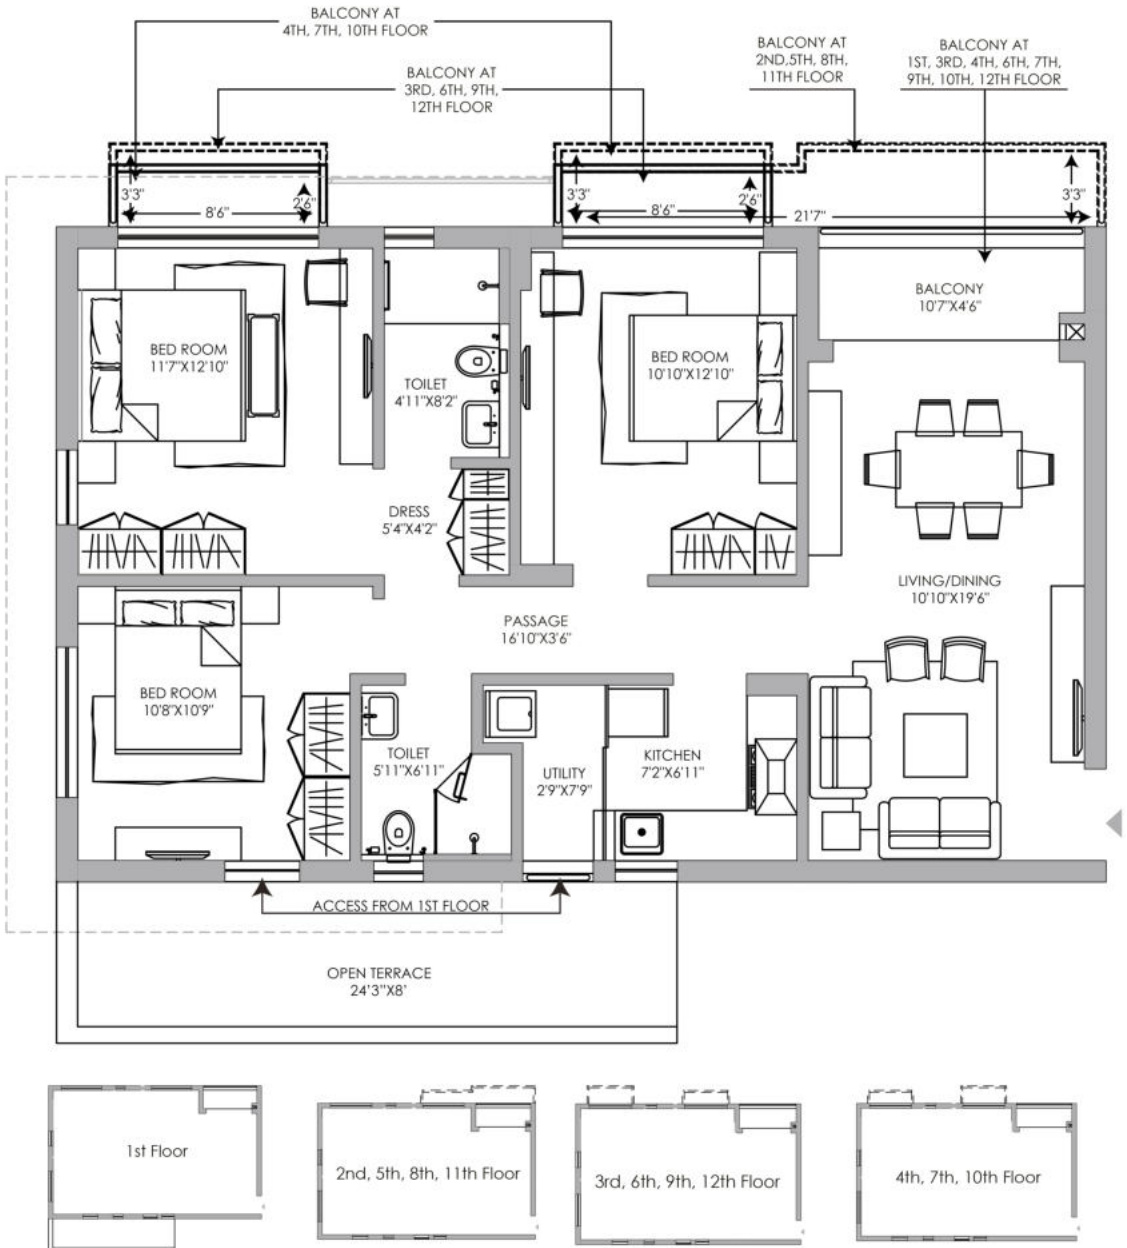 BALCONY AT
4TH, 7TH, 10TH FLOOR
BALCONY AT
2ND,5TH, 8TH,
11TH FLOOR
BALCONY AT
1ST, 3RD, 4TH, 6TH, 7TH,
9TH, 10TH, 12TH FLOOR
BALCONY AT
3RD, 6TH, 9TH,
12TH FLOOR
3'3"
8'6"
2'6"
3'3"
8'6"
2'6"
21'7"
3'3"
BALCONY
10'7"X4'6"
BED ROOM
11'7"X12'10"
TOILET
4'11"X8'2"
BED ROOM
10'10"X12'10"
DRESS
5'4"X4'2"
LIVING/DINING
10'10"X19'6"
PASSAGE
16'10"X3'6"
BED ROOM
10'8"X10'9"
TOILET
5'11"X6'11"
UTILITY
2'9"X7'9"
KITCHEN
7'2"X6'11"
ACCESS FROM 1ST FLOOR
OPEN TERRACE
24'3"X8'
1st Floor
2nd, 5th, 8th, 11th Floor
3rd, 6th, 9th, 12th Floor
4th, 7th, 10th Floor